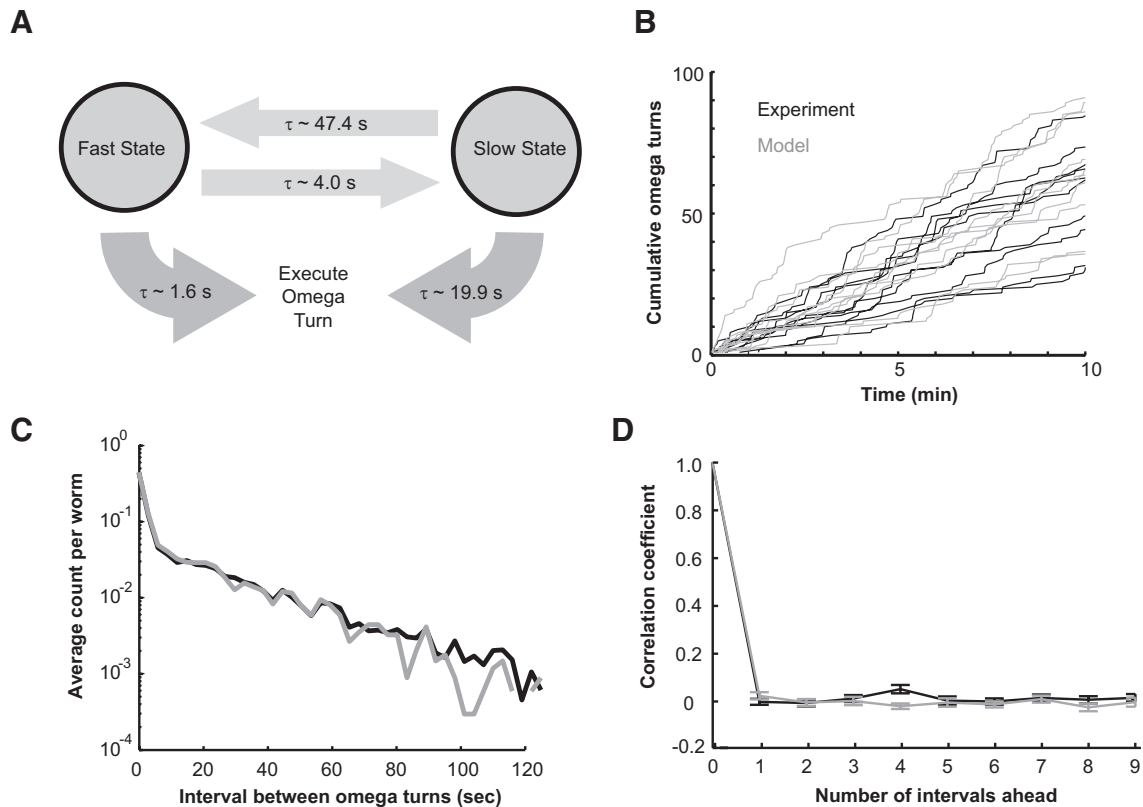 A
Fast State
τ ~ 47.4 s
τ ~ 4.0 s
Slow State
τ ~ 1.6 s
Execute
Omega
Turn
τ ~ 19.9 s
B
Cumulative omega turns
100
50
0
Experiment
Model
0
5
10
Time (min)
C
Average count per worm
10^0
10^-1
10^-2
10^-3
10^-4
0
20
40
60
80
100
120
Interval between omega turns (sec)
D
Correlation coefficient
1.0
0.8
0.6
0.4
0.2
0
-0.2
0
1
2
3
4
5
6
7
8
9
Number of intervals ahead